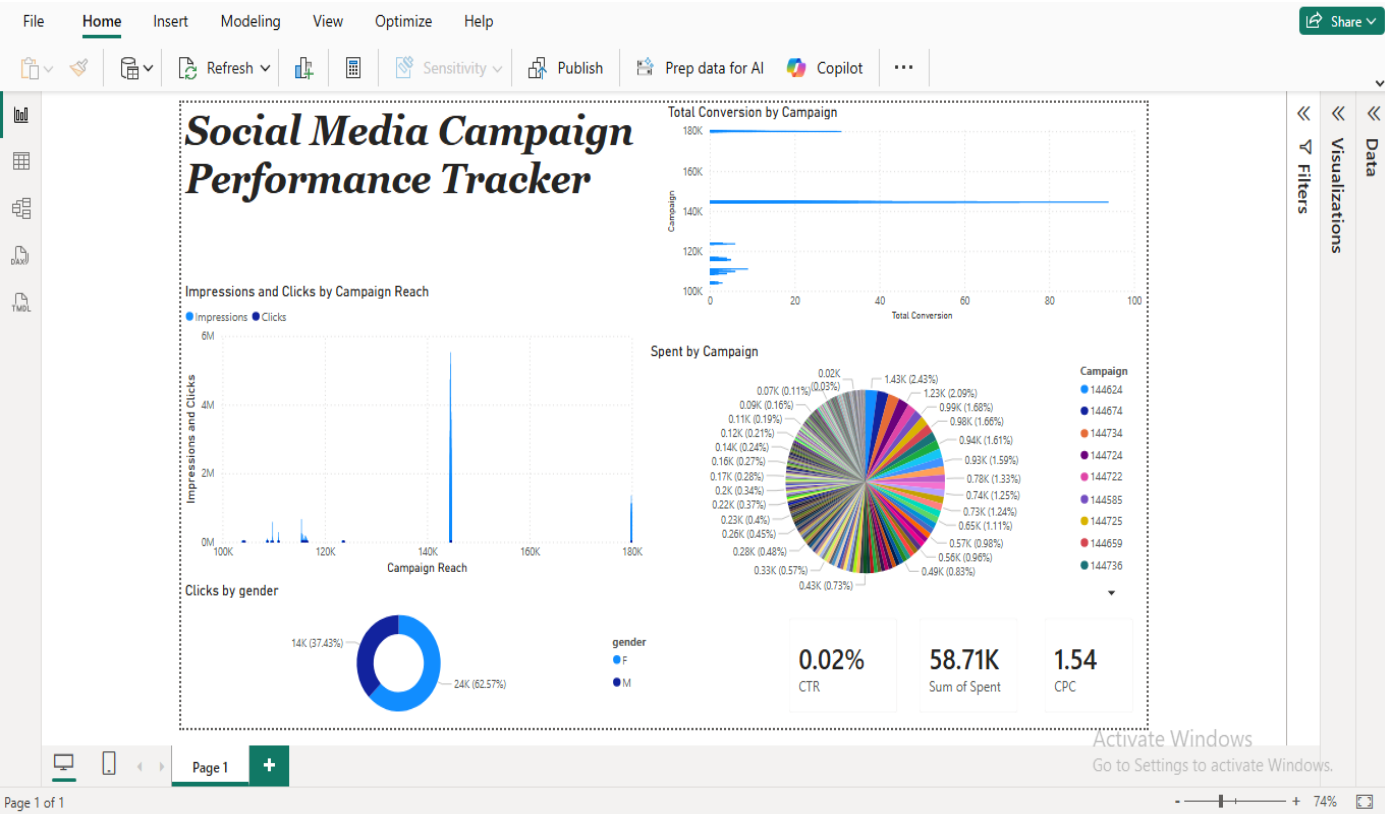 File Home Insert Modeling View Optimize Help Share
Refresh Sensitivity Publish Prep data for AI Copilot ...
Social Media Campaign
Performance Tracker
Total Conversion by Campaign
180K
160K
140K
120K
100K
Campaign
0 20 40 60 80 100
Total Conversion
Impressions and Clicks by Campaign Reach
Impressions Clicks
6M
4M
2M
0M
Impressions and Clicks
100K 120K 140K 160K 180K
Campaign Reach
Spent by Campaign
0.02K
(0.03%)
0.07K (0.11%)
0.09K (0.16%)
0.11K (0.19%)
0.12K (0.21%)
0.14K (0.24%)
0.16K (0.27%)
0.17K (0.28%)
0.2K (0.34%)
0.22K (0.37%)
0.23K (0.4%)
0.26K (0.45%)
0.28K (0.48%)
0.33K (0.57%)
0.43K (0.73%)
1.43K (2.43%)
1.23K (2.09%)
0.99K (1.68%)
0.98K (1.66%)
0.94K (1.61%)
0.93K (1.59%)
0.78K (1.33%)
0.74K (1.25%)
0.73K (1.24%)
0.65K (1.11%)
0.57K (0.98%)
0.56K (0.96%)
0.49K (0.83%)
Campaign
144624
144674
144734
144724
144722
144585
144725
144659
144736
Clicks by gender
14K (37.43%)
24K (62.57%)
gender
F
M
0.02%
CTR
58.71K
Sum of Spent
1.54
CPC
Filters
Visualizations
Data
DAX
TMDL
Activate Windows
Go to Settings to activate Windows.
Page 1 +
Page 1 of 1
- + 74%